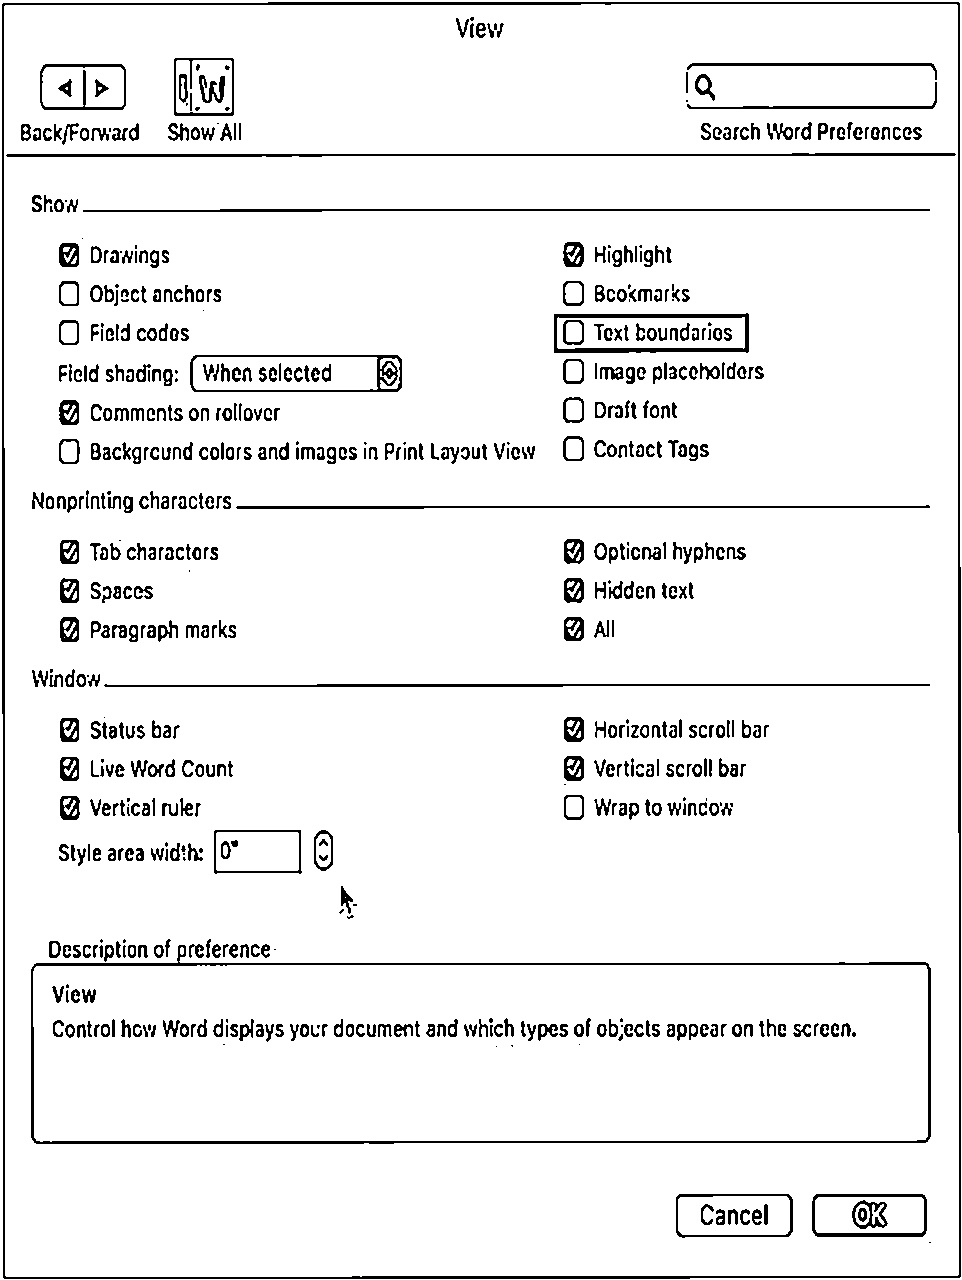 View
Back/Forward
Show All
Search Word Preferences
Show
Drawings
Object anchors
Field codes
Field shading: When selected
Comments on rollover
Background colors and images in Print Layout View
Highlight
Bookmarks
Text boundaries
Image placeholders
Draft font
Contact Tags
Nonprinting characters
Tab characters
Spaces
Paragraph marks
Optional hyphens
Hidden text
All
Window
Status bar
Live Word Count
Vertical ruler
Style area width: 0"
Horizontal scroll bar
Vertical scroll bar
Wrap to window
Description of preference
View
Control how Word displays your document and which types of objects appear on the screen.
Cancel
OK